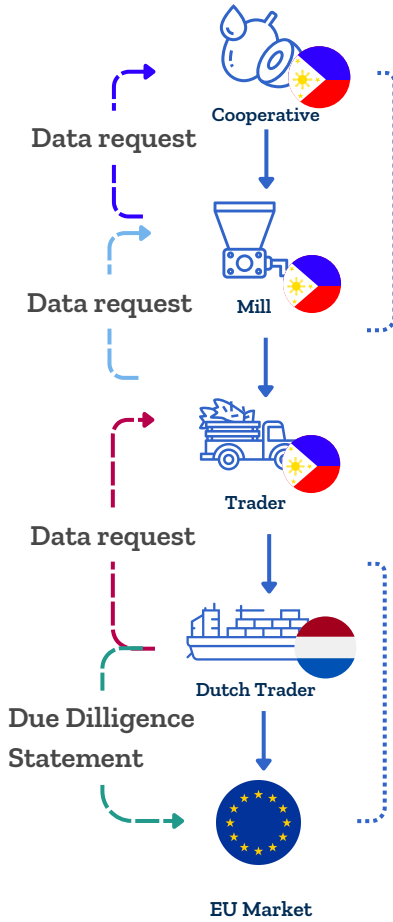 Cooperative
Data request
Mill
Data request
Trader
Data request
Dutch Trader
Due Dilligence
Statement
EU Market